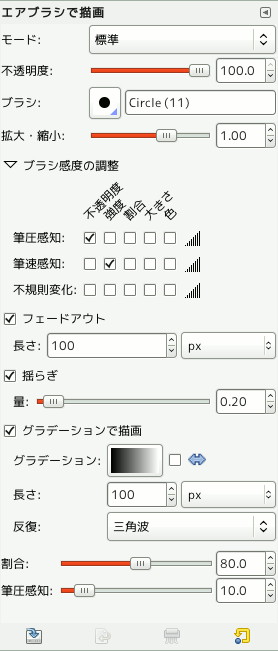 エアブラシで描画
モード: 標準
不透明度: 100.0
ブラシ: Circle (11)
拡大・縮小: 1.00
ブラシ感度の調整
不透明度 強度 割合 大きさ 色
筆圧感知:
筆速感知:
不規則変化:
フェードアウト
長さ: 100 px
揺らぎ
量: 0.20
グラデーションで描画
グラデーション:
長さ: 100 px
反復: 三角波
割合: 80.0
筆圧感知: 10.0